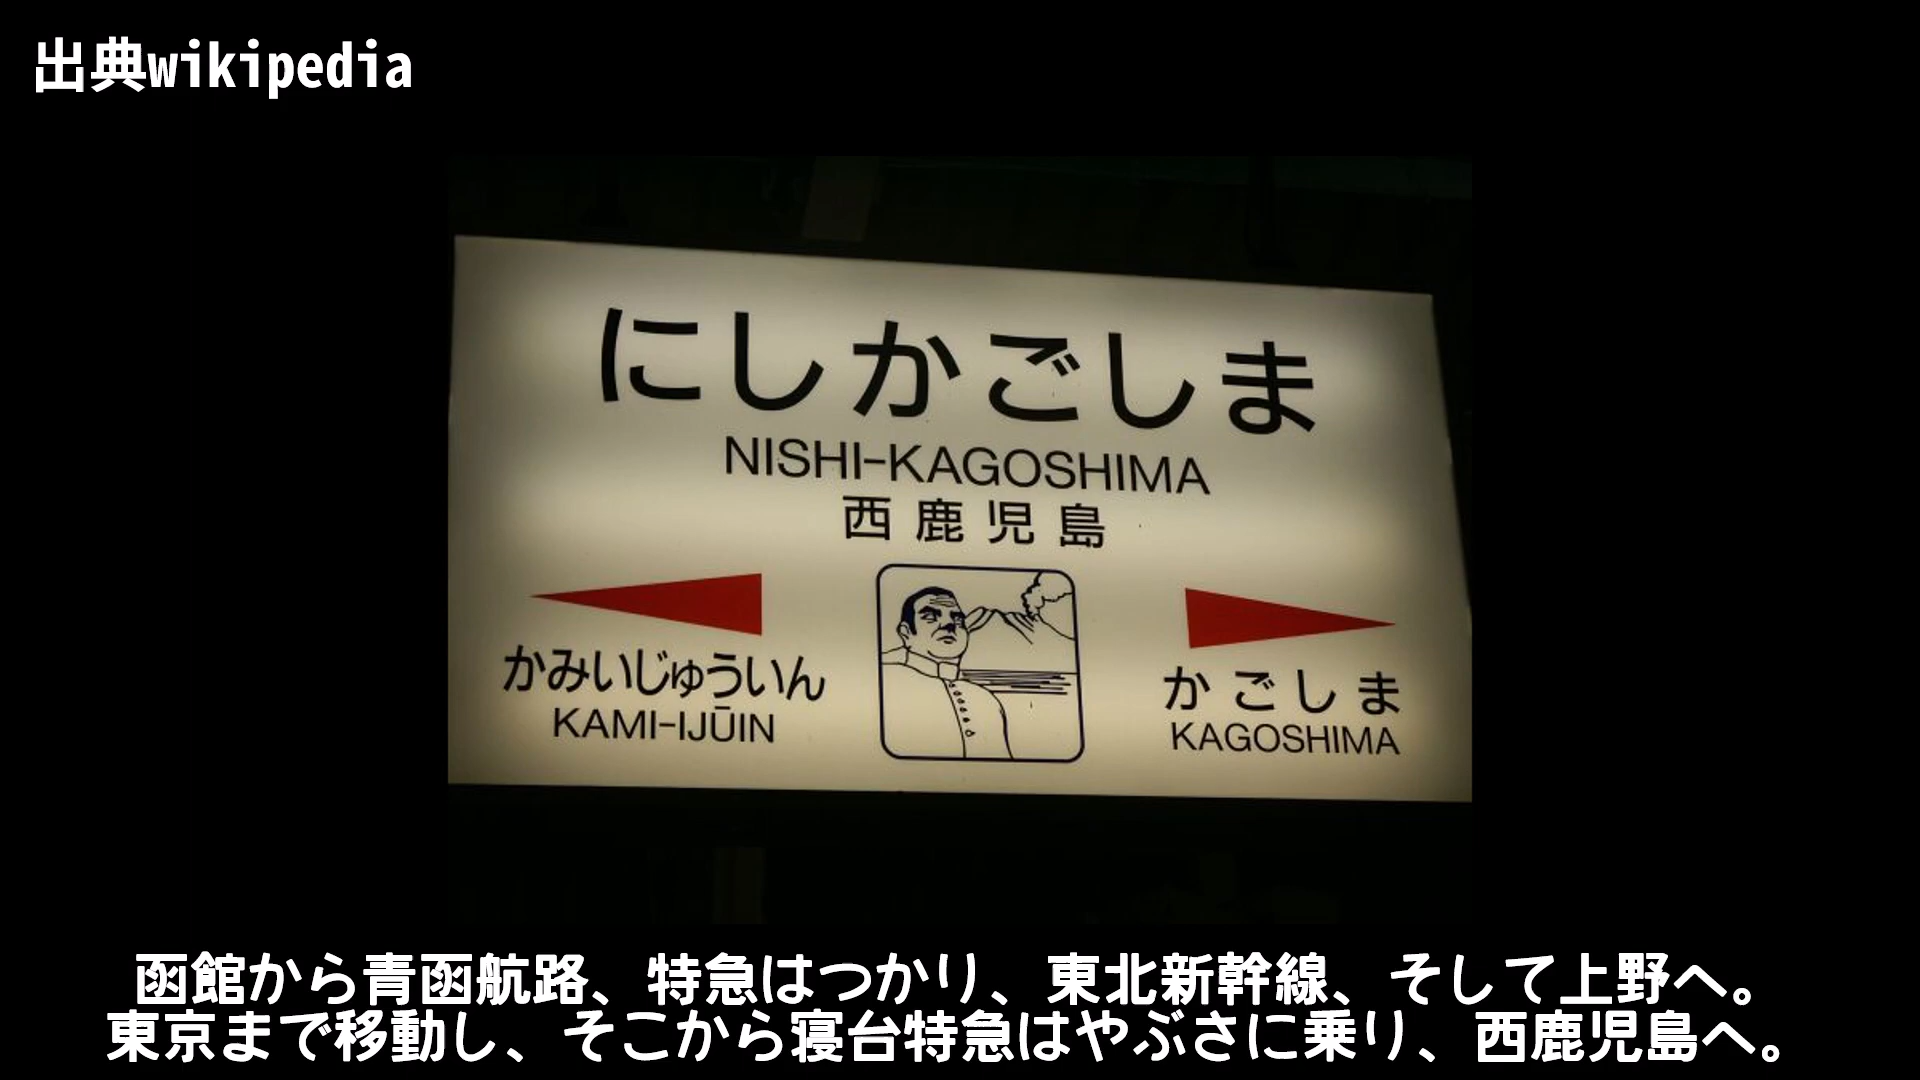 出典wikipedia
にしかごしま
NISHI-KAGOSHIMA
西鹿児島
かみいじゅういん
KAMI-IJŪIN
かごしま
KAGOSHIMA
函館から青函航路、特急はつかり、東北新幹線、そして上野へ。
東京まで移動し、そこから寝台特急はやぶさに乗り、西鹿児島へ。